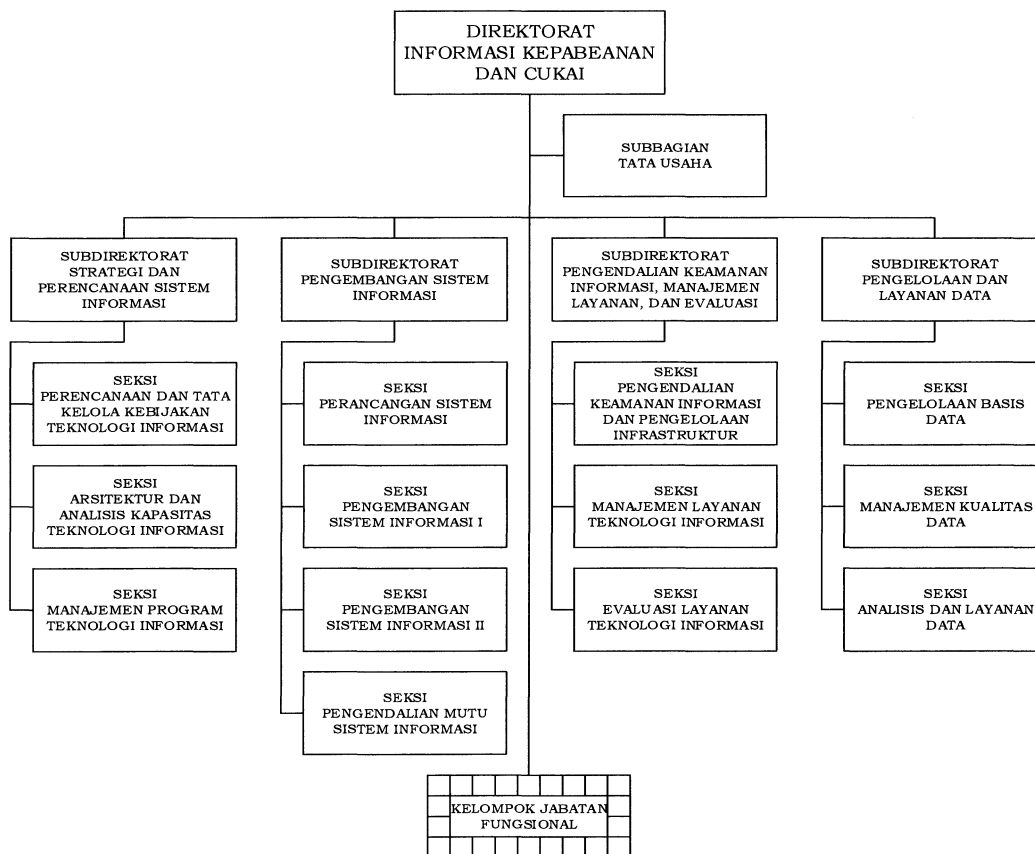 DIREKTORAT
INFORMASI KEPABEANAN
DAN CUKAI
SUBBAGIAN
TATA USAHA
SUBDIREKTORAT
STRATEGI DAN
PERENCANAAN SISTEM
INFORMASI
SEKSI
PERENCANAAN DAN TATA
KELOLA KEBIJAKAN
TEKNOLOGI INFORMASI
SEKSI
ARSITEKTUR DAN
ANALISIS KAPASITAS
TEKNOLOGI INFORMASI
SEKSI
MANAJEMEN PROGRAM
TEKNOLOGI INFORMASI
SUBDIREKTORAT
PENGEMBANGAN SISTEM
INFORMASI
SEKSI
PERANCANGAN SISTEM
INFORMASI
SEKSI
PENGEMBANGAN
SISTEM INFORMASI I
SEKSI
PENGEMBANGAN
SISTEM INFORMASI II
SEKSI
PENGENDALIAN MUTU
SISTEM INFORMASI
SUBDIREKTORAT
PENGENDALIAN KEAMANAN
INFORMASI, MANAJEMEN
LAYANAN, DAN EVALUASI
SEKSI
PENGENDALIAN
KEAMANAN INFORMASI
DAN PENGELOLAAN
INFRASTRUKTUR
SEKSI
MANAJEMEN LAYANAN
TEKNOLOGI INFORMASI
SEKSI
EVALUASI LAYANAN
TEKNOLOGI INFORMASI
SUBDIREKTORAT
PENGELOLAAN DAN
LAYANAN DATA
SEKSI
PENGELOLAAN BASIS
DATA
SEKSI
MANAJEMEN KUALITAS
DATA
SEKSI
ANALISIS DAN LAYANAN
DATA
KELOMPOK JABATAN
FUNGSIONAL